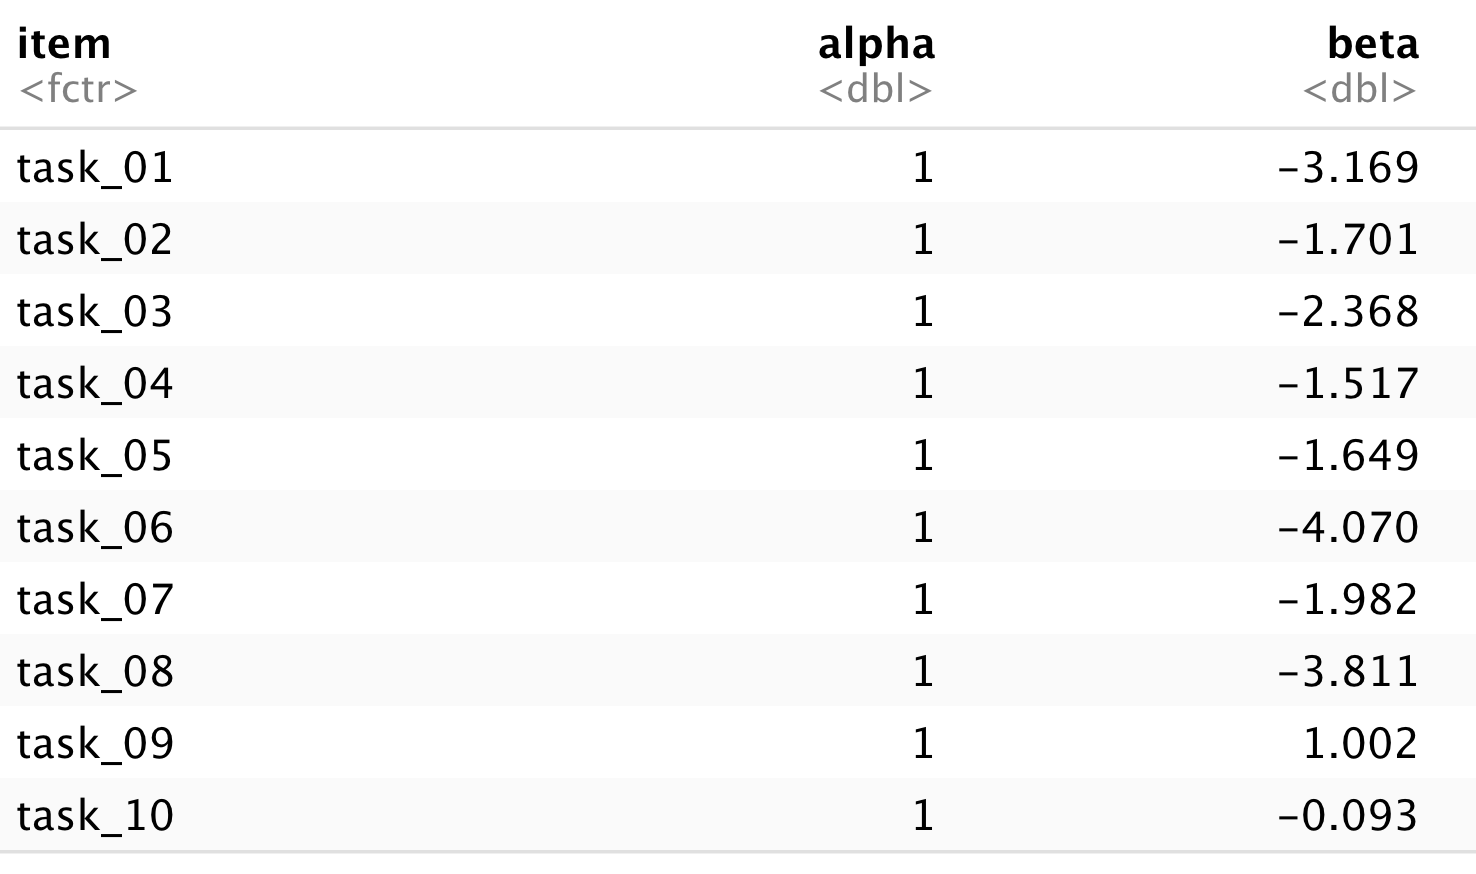 item alpha beta
<fctr> <dbl> <dbl>
task_01 1 -3.169
task_02 1 -1.701
task_03 1 -2.368
task_04 1 -1.517
task_05 1 -1.649
task_06 1 -4.070
task_07 1 -1.982
task_08 1 -3.811
task_09 1 1.002
task_10 1 -0.093